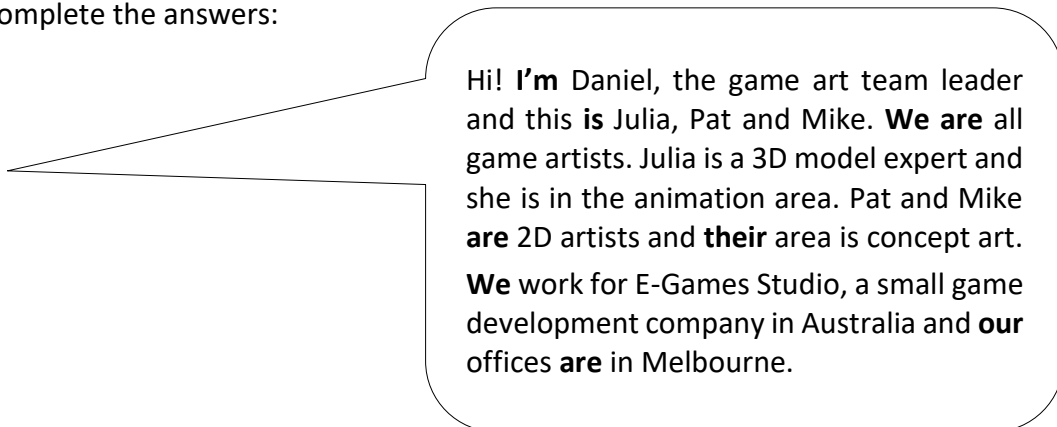 omplete the answers:
Hi! I’m Daniel, the game art team leader
and this is Julia, Pat and Mike. We are all
game artists. Julia is a 3D model expert and
she is in the animation area. Pat and Mike
are 2D artists and their area is concept art.
We work for E-Games Studio, a small game
development company in Australia and our
offices are in Melbourne.